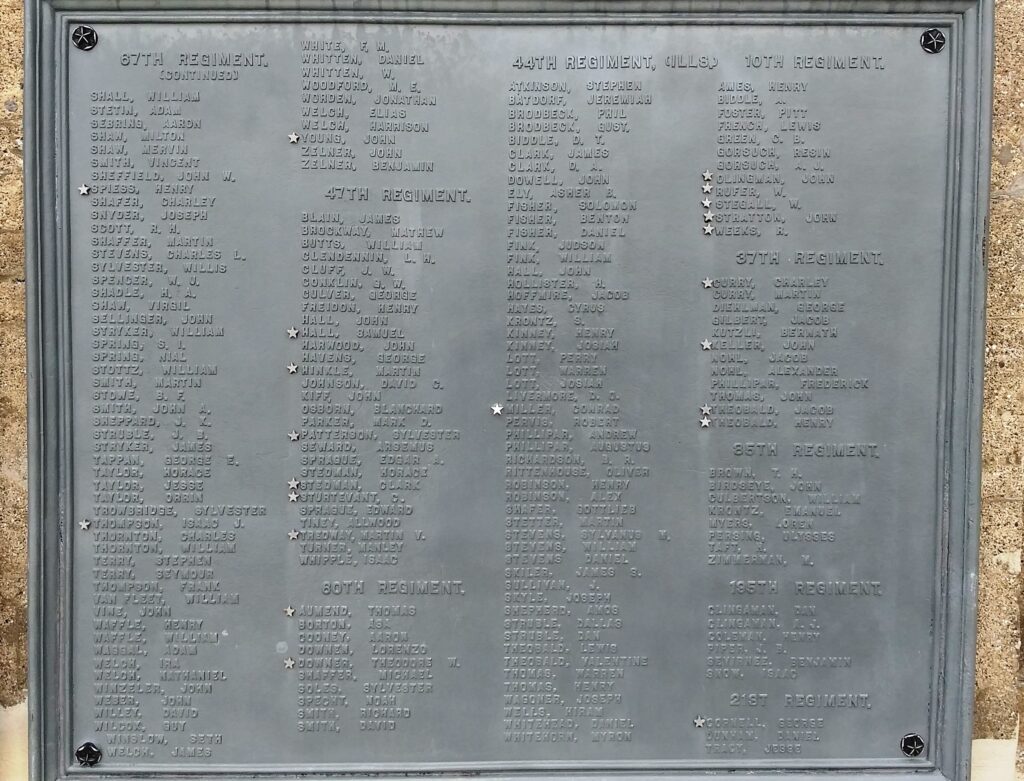 67TH REGIMENT.
(CONTINUED)
SHALL, WILLIAM
STETIN, ADAM
SEBRING, AARON
SHAW, MILTON
SHAW, MERVIN
SMITH, VINCENT
SHEFFIELD, JOHN W.
SPIESS, HENRY
SHAFER, CHARLEY
SNYDER, JOSEPH
SCOTT, R. H.
SHAFFER, MARTIN
STEVENS, CHARLES L.
SYLVESTER, WILLIS
SPENCER, W. J.
SHADLE, H. A.
SHAW, VIRGIL
SELLINGER, JOHN
STRYKER, WILLIAM
SPRING, S. I.
SPRING, NIAL
STOTTZ, WILLIAM
SMITH, MARTIN
STOWE, B. F.
SMITH, JOHN A.
SHEPPARD, J. K.
STRUBLE, J. B.
STRYKER, JAMES
TAPPAN, GEORGE E.
TAYLOR, HORACE
TAYLOR, JESSE
TAYLOR, ORRIN
TROWBRIDGE, SYLVESTER
THOMPSON, ISAAC J.
THORNTON, CHARLES
THORNTON, WILLIAM
TERRY, STEPHEN
TERRY, SEYMOUR
THOMPSON, FRANK
VAN FLEET, WILLIAM
VINE, JOHN
WAFFLE, HENRY
WAFFLE, WILLIAM
WASSAL, ADAM
WELCH, IRA
WELCH, NATHANIEL
WINZELER, JOHN
WEBER, JOHN
WILLEY, DAVID
WILCOX, GUY
WINSLOW, SETH
WELCH, JAMES
WHITE, F. M.
WHITTEN, DANIEL
WHITTEN, W.
WOODFORD, M. E.
WORDEN, JONATHAN
WELCH, ELIAS
WELCH, HARRISON
YOUNG, JOHN
ZELNER, JOHN
ZELNER, BENJAMIN
47TH REGIMENT.
BLAIN, JAMES
BROCKWAY, MATHEW
BUTTS, WILLIAM
CLENDENNIN, L. H.
CLUFF, J. W.
CONKLIN, G. W.
CULVER, GEORGE
FREIDON, HENRY
HALL, JOHN
HALL, SAMUEL
HARWOOD, JOHN
HAVENS, GEORGE
HINKLE, MARTIN
JOHNSON, DAVID C.
KIFF, JOHN
OSBORN, BLANCHARD
PARKER, MARK D.
PATTERSON, SYLVESTER
SEWARD, ARSEMUS
SPRAGUE, EDGAR A.
STEDMAN, HORACE
STEDMAN, CLARK
STURTEVANT, C.
SPRAGUE, EDWARD
TINEY, ALLWOOD
TREDWAY, MARTIN V.
TURNER, MANLEY
WHIPPLE, ISAAC
80TH REGIMENT.
AUMEND, THOMAS
BORTON, ASA
COONEY, AARON
DOWNEM, LORENZO
DOWNER, THEODORE W.
SHAFFER, MICHAEL
SOLES, SYLVESTER
SPECHT, NOAH
SMITH, RICHARD
SMITH, DAVID
44TH REGIMENT, (ILLS.)
ATKINSON, STEPHEN
BATDORF, JEREMIAH
BRODBECK, PHIL
BRODBECK, GUST.
BIDDLE, D. T.
CLARK, JAMES
CLARK, D. A.
DOWELL, JOHN
ELY, ASHER B.
FISHER, SOLOMON
FISHER, BENTON
FISHER, DANIEL
FINK, JUDSON
FINK, WILLIAM
HALL, JOHN
HOLLISTER, H.
HOFFMIRE, JACOB
HAYES, CYRUS
KRONTZ, S.
KINNEY, HENRY
KINNEY, JOSIAH
LOTT, PERRY
LOTT, WARREN
LOTT, JOSIAH
LIVERMORE, D. O.
MILLER, CONRAD
PERVIS, ROBERT
PHILLIPAR, ANDREW
PHILLIPAR, AUGUSTUS
RICHARDSON, H. A.
RITTENHOUSE, OLIVER
ROBINSON, HENRY
ROBINSON, ALEX
SHAFER, GOTTLIEB
STETTER, MARTIN
STEVENS, SYLVANUS M.
STEVENS, WILLIAM
STEVENS, DANIEL
SKILES, JAMES S.
SULLIVAN, J.
SKYLE, JOSEPH
SHEPHERD, AMOS
STRUBLE, DALLAS
STRUBLE, DAN
THEOBALD, LEWIS
THEOBALD, VALENTINE
THOMAS, WARREN
THOMAS, HENRY
WAGONER, JOSEPH
WELLS, HIRAM
WHITEHEAD, DANIEL
WHITEHORN, MYRON
10TH REGIMENT.
AMES, HENRY
BIDDLE, A.
FOSTER, PITT
FRENCH, LEWIS
GREEN, C. B.
GORSUCH, RESIN
GORSUCH, A. J.
OLINGMAN, JOHN
RUFER, W.
STEGALL, W.
STRATTON, JOHN
WEEKS, R.
37TH REGIMENT.
CURRY, CHARLEY
CURRY, MARTIN
DIERLMAN, GEORGE
GILBERT, JACOB
KUTZLI, BERNATH
KELLER, JOHN
NOHL, JACOB
NOHL, ALEXANDER
PHILLIPAR, FREDERICK
THOMAS, JOHN
THEOBALD, JACOB
THEOBALD, HENRY
85TH REGIMENT.
BROWN, T. H.
BIRDSEYE, JOHN
CULBERTSON, WILLIAM
KRONTZ, EMANUEL
MYERS, LOREN
PERSING, ULYSSES
TAFT,
ZIMMERMAN, M.
195TH REGIMENT.
CLINGAMAN, DAN
CLINGAMAN, A. J.
COLEMAN, HENRY
PIPER, J. B.
BENJAMIN
SNOW, ISAAC
21ST REGIMENT.
CORNELL, GEORGE
DUNHAM, DANIEL
TRACY, JESSE